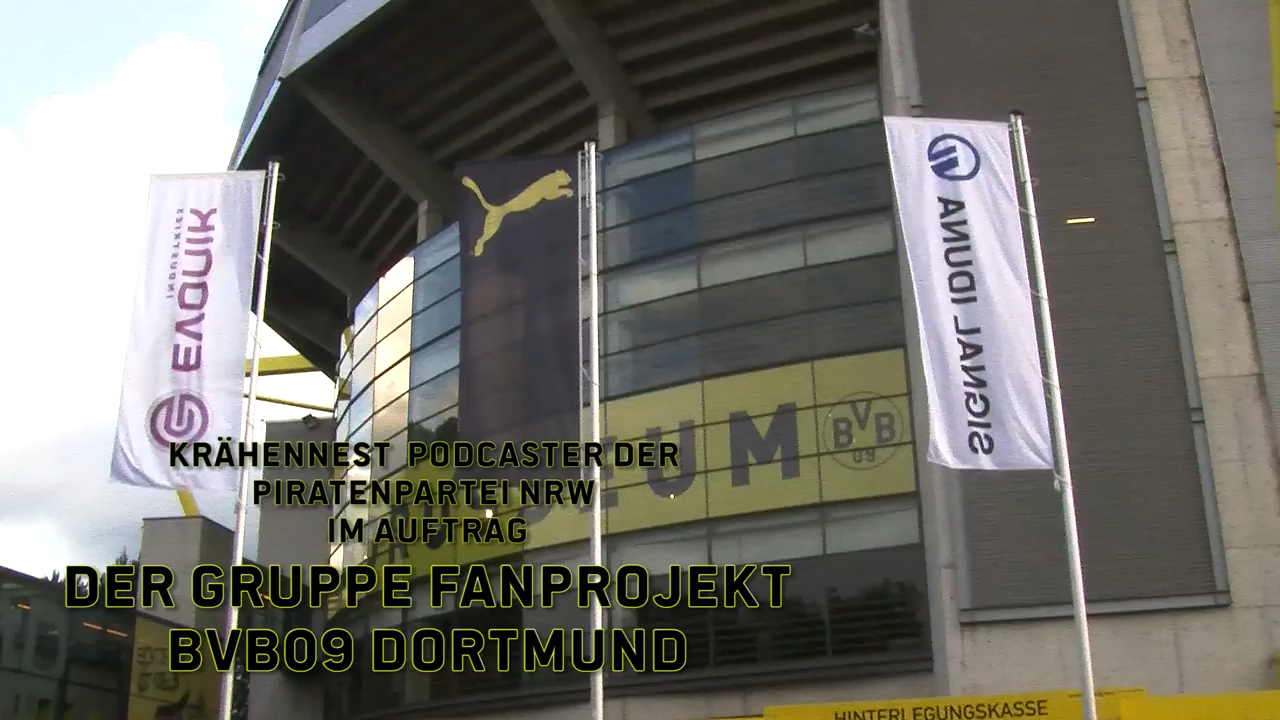 EVONIK
INDUSTRIES
SIGNAL IDUNA
BVB
09
KRÄHENNEST PODCASTER DER
PIRATENPARTEI NRW
IM AUFTRAG
DER GRUPPE FANPROJEKT
BVB09 DORTMUND
HINTERLEGUNGSKASSE